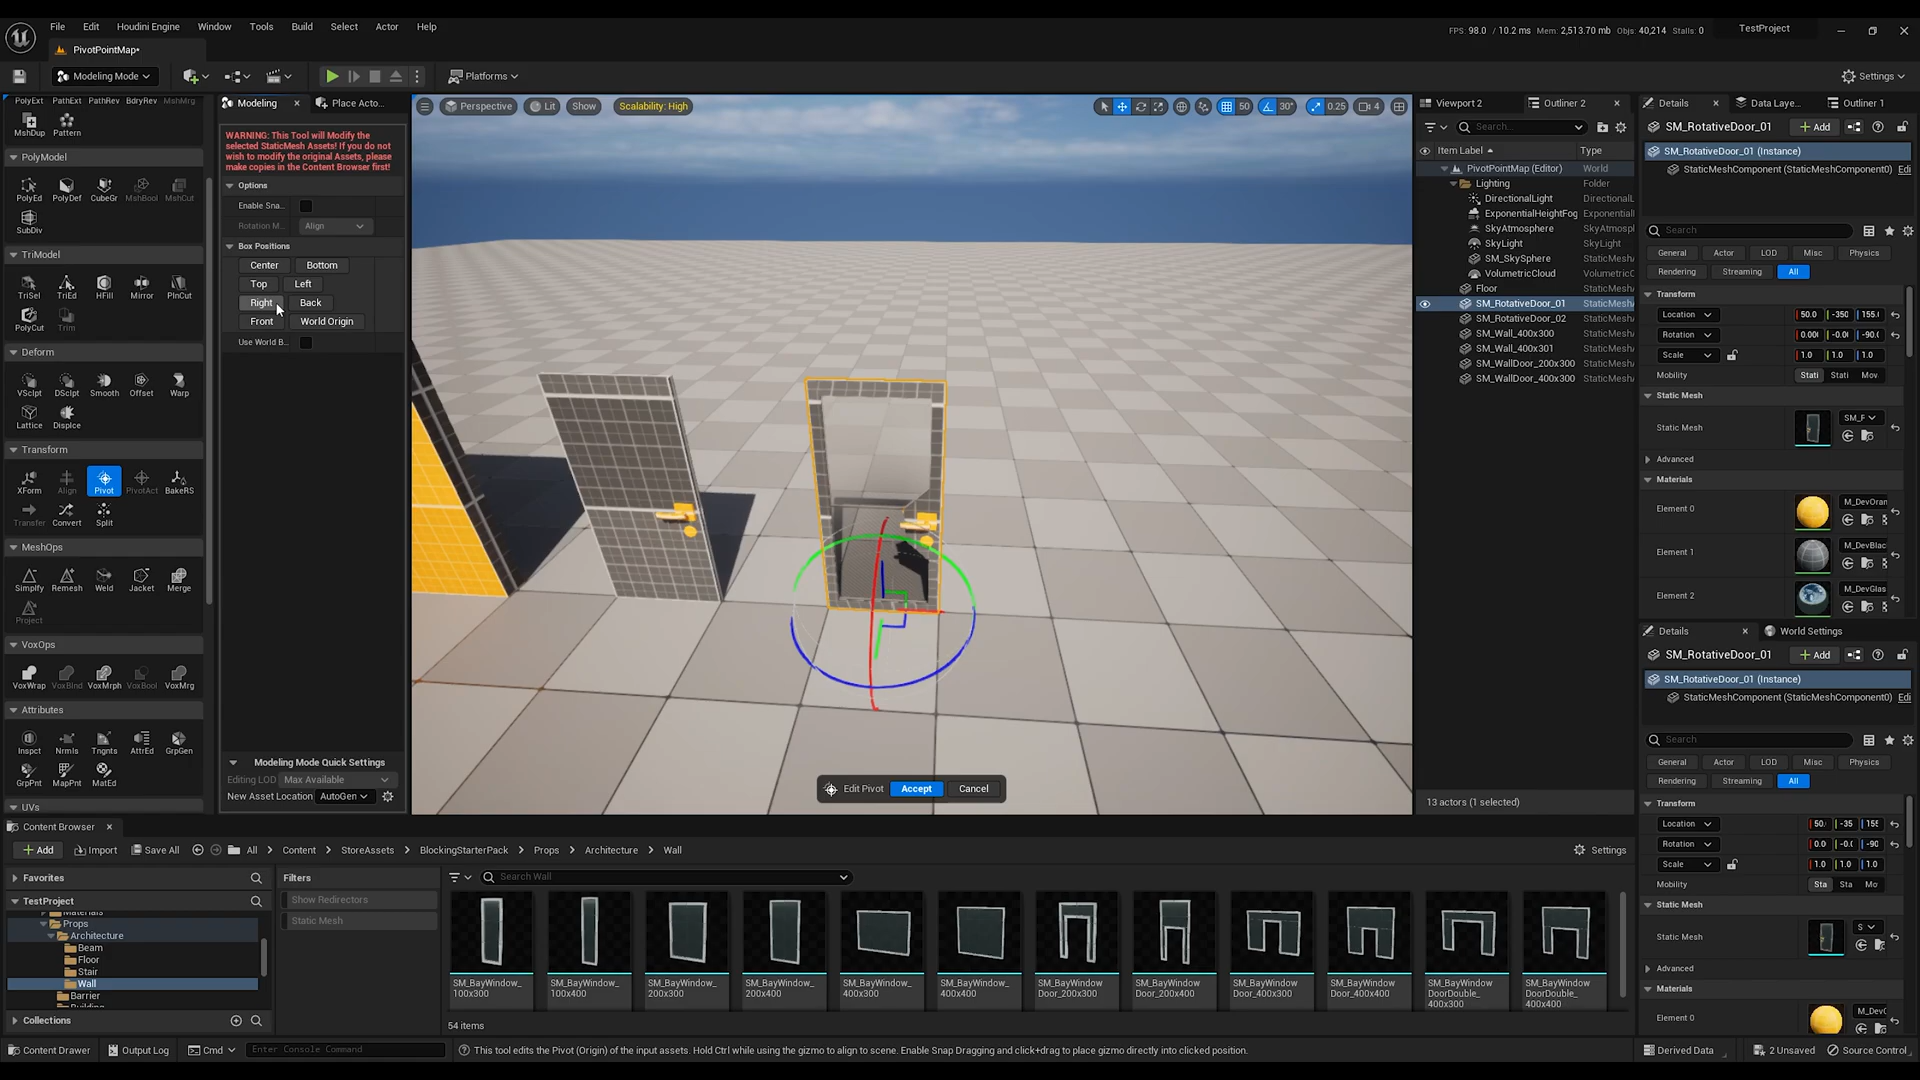 File Edit Houdini Engine Window Tools Build Select Actor Help
FPS: 98.0 / 10.2 ms Mem: 2,513.70 mb Objs: 40,214 Stalls: 0 TestProject
PivotPointMap*
Modeling Mode Platforms Settings
PolyExt PathExt PathRev BdryRev MshMrg
MshDup Pattern
PolyModel
PolyEd PolyDef CubeGr MshBool MshCut
SubDiv
TriModel
TriSel TriEd HFill Mirror PlnCut
PolyCut Trim
Deform
VSclpt DSclpt Smooth Offset Warp
Lattice Displce
Transform
XForm Align Pivot PivotAct BakeRS
Transfer Convert Split
MeshOps
Simplify Remesh Weld Jacket Merge
Project
VoxOps
VoxWrap VoxBlnd VoxMrph VoxBool VoxMrg
Attributes
Inspct Nrmls Tngnts AttrEd GrpGen
GrpPnt MapPnt MatEd
UVs
Modeling Place Acto...
WARNING: This Tool will Modify the
selected StaticMesh Assets! If you do not
wish to modify the original Assets, please
make copies in the Content Browser first!
Options
Enable Sna...
Rotation M... Align
Box Positions
Center Bottom
Top Left
Right Back
Front World Origin
Use World B...
Modeling Mode Quick Settings
Editing LOD Max Available
New Asset Location AutoGen
Perspective Lit Show Scalability: High
50 30° 0.25 4
Edit Pivot Accept Cancel
Viewport 2 Outliner 2
Search...
Item Label Type
PivotPointMap (Editor) World
Lighting Folder
DirectionalLight DirectionalL
ExponentialHeightFog Exponential
SkyAtmosphere SkyAtmosph
SkyLight SkyLight
SM_SkySphere StaticMesh
VolumetricCloud VolumetricC
Floor StaticMesh
SM_RotativeDoor_01 StaticMesh
SM_RotativeDoor_02 StaticMesh
SM_Wall_400x300 StaticMesh
SM_Wall_400x301 StaticMesh
SM_WallDoor_200x300 StaticMesh
SM_WallDoor_400x300 StaticMesh
13 actors (1 selected)
Details Data Laye... Outliner 1
SM_RotativeDoor_01 Add
SM_RotativeDoor_01 (Instance)
StaticMeshComponent (StaticMeshComponent0) Edi
Search
General Actor LOD Misc Physics
Rendering Streaming All
Transform
Location 50.0 -350 155.
Rotation 0.00 -0.0 -90.
Scale 1.0 1.0 1.0
Mobility Stati Stati Mov
Static Mesh
Static Mesh SM_F
Advanced
Materials
Element 0 M_DevOran
Element 1 M_DevBlac
Element 2 M_DevGlas
Details World Settings
SM_RotativeDoor_01 Add
SM_RotativeDoor_01 (Instance)
StaticMeshComponent (StaticMeshComponent0) Edi
Search
General Actor LOD Misc Physics
Rendering Streaming All
Transform
Location 50. -35 155
Rotation 0.0 -0.0 -90
Scale 1.0 1.0 1.0
Mobility Sta Sta Mo
Static Mesh
Static Mesh S
Advanced
Materials
Element 0 M_Dev
Content Browser
Add Import Save All All Content StoreAssets BlockingStarterPack Props Architecture Wall Settings
Favorites
TestProject
Materials
Props
Architecture
Beam
Floor
Stair
Wall
Barrier
Building
Collections
Filters
Show Redirectors
Static Mesh
Search Wall
SM_BayWindow_
100x300
SM_BayWindow_
100x400
SM_BayWindow_
200x300
SM_BayWindow_
200x400
SM_BayWindow_
400x300
SM_BayWindow_
400x400
SM_BayWindow
Door_200x300
SM_BayWindow
Door_200x400
SM_BayWindow
Door_400x300
SM_BayWindow
Door_400x400
SM_BayWindow
DoorDouble_
400x300
SM_BayWindow
DoorDouble_
400x400
54 items
Content Drawer Output Log Cmd Enter Console Command
This tool edits the Pivot (Origin) of the input assets. Hold Ctrl while using the gizmo to align to scene. Enable Snap Dragging and click+drag to place gizmo directly into clicked position.
Derived Data 2 Unsaved Source Control